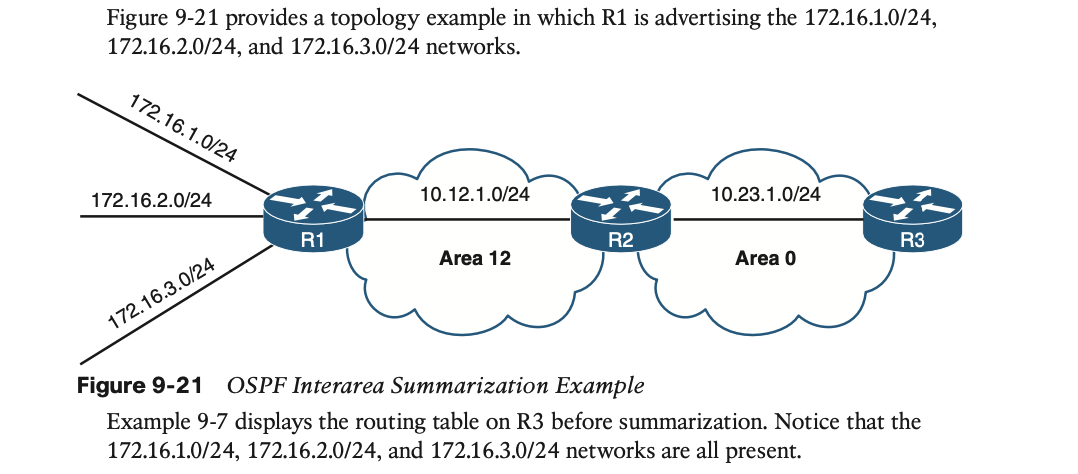 Figure 9-21 provides a topology example in which R1 is advertising the 172.16.1.0/24,
172.16.2.0/24, and 172.16.3.0/24 networks.
172.16.1.0/24
172.16.2.0/24
172.16.3.0/24
R1
10.12.1.0/24
Area 12
R2
10.23.1.0/24
Area 0
R3
Figure 9-21 OSPF Interarea Summarization Example
Example 9-7 displays the routing table on R3 before summarization. Notice that the
172.16.1.0/24, 172.16.2.0/24, and 172.16.3.0/24 networks are all present.